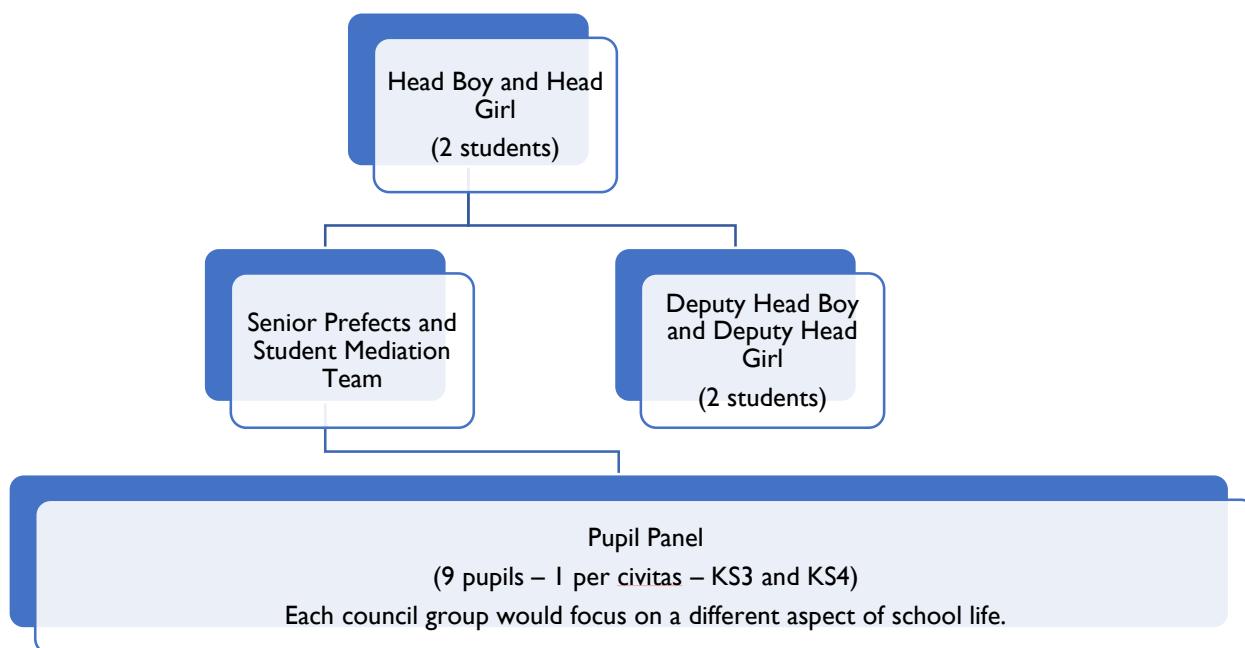 Head Boy and Head
Girl
(2 students)
Senior Prefects and
Student Mediation
Team
Deputy Head Boy
and Deputy Head
Girl
(2 students)
Pupil Panel
(9 pupils – 1 per civitas – KS3 and KS4)
Each council group would focus on a different aspect of school life.